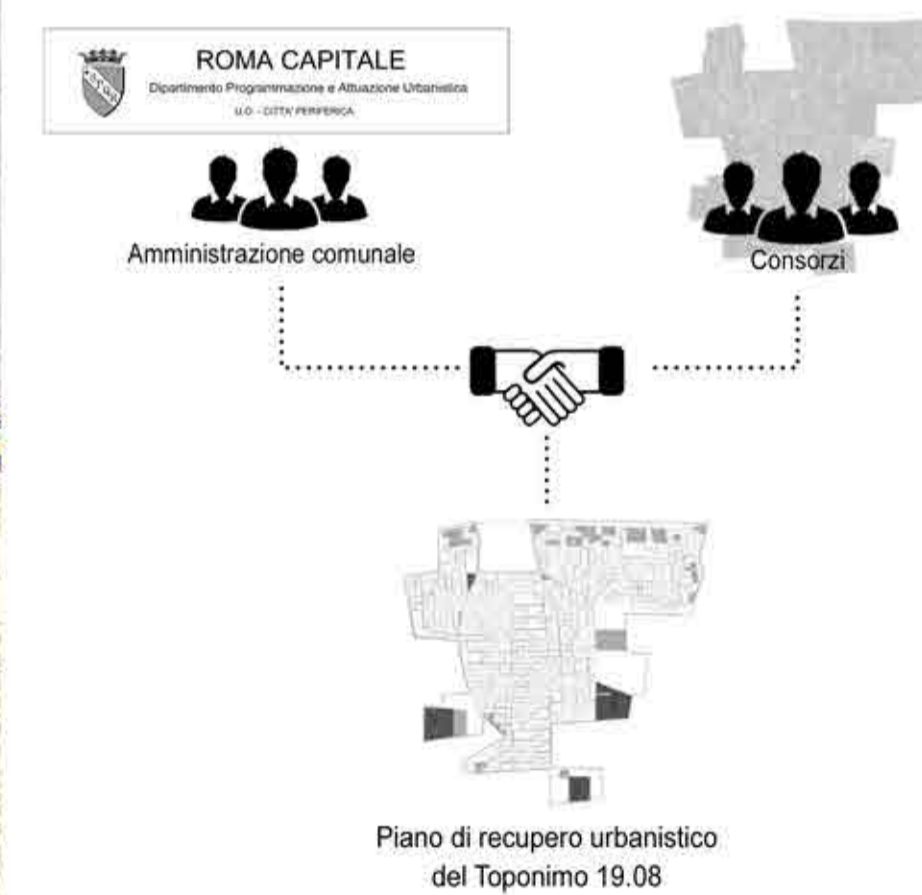 ROMA CAPITALE
Dipartimento Programmazione e Attuazione Urbanistica
U.O. - CITTA' PERIFERICA
Amministrazione comunale
Consorzi
Piano di recupero urbanistico
del Toponimo 19.08